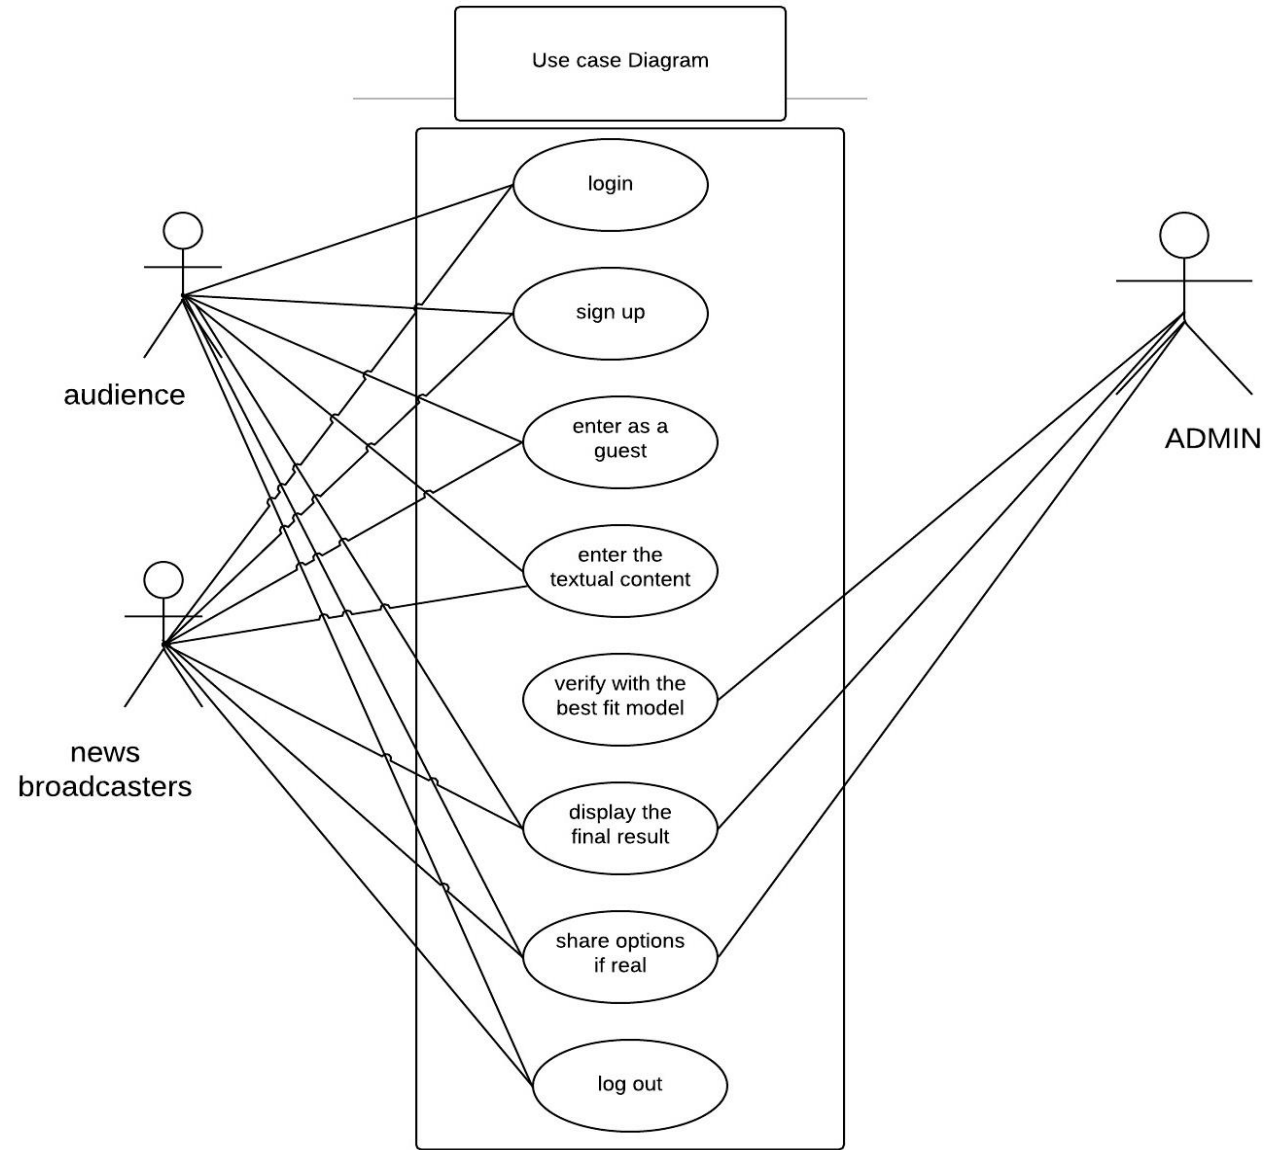 Use case Diagram
login
sign up
audience
enter as a
guest
ADMIN
enter the
textual content
verify with the
best fit model
news
broadcasters
display the
final result
share options
if real
log out